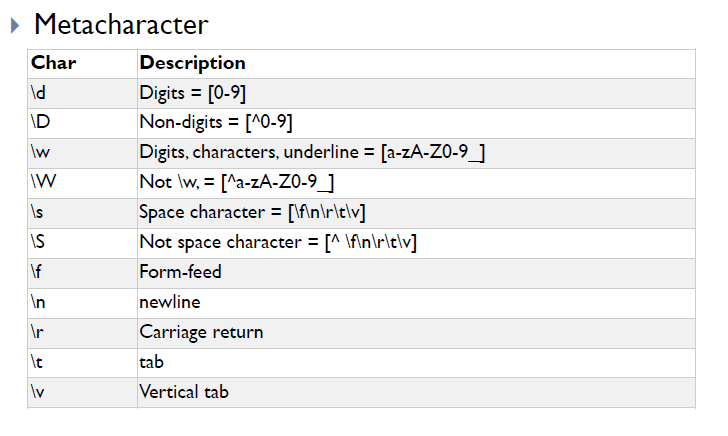 Metacharacter
Char Description
\d Digits = [0-9]
\D Non-digits = [^0-9]
\w Digits, characters, underline = [a-zA-Z0-9_]
\W Not \w, = [^a-zA-Z0-9_]
\s Space character = [\f\n\r\t\v]
\S Not space character = [^ \f\n\r\t\v]
\f Form-feed
\n newline
\r Carriage return
\t tab
\v Vertical tab